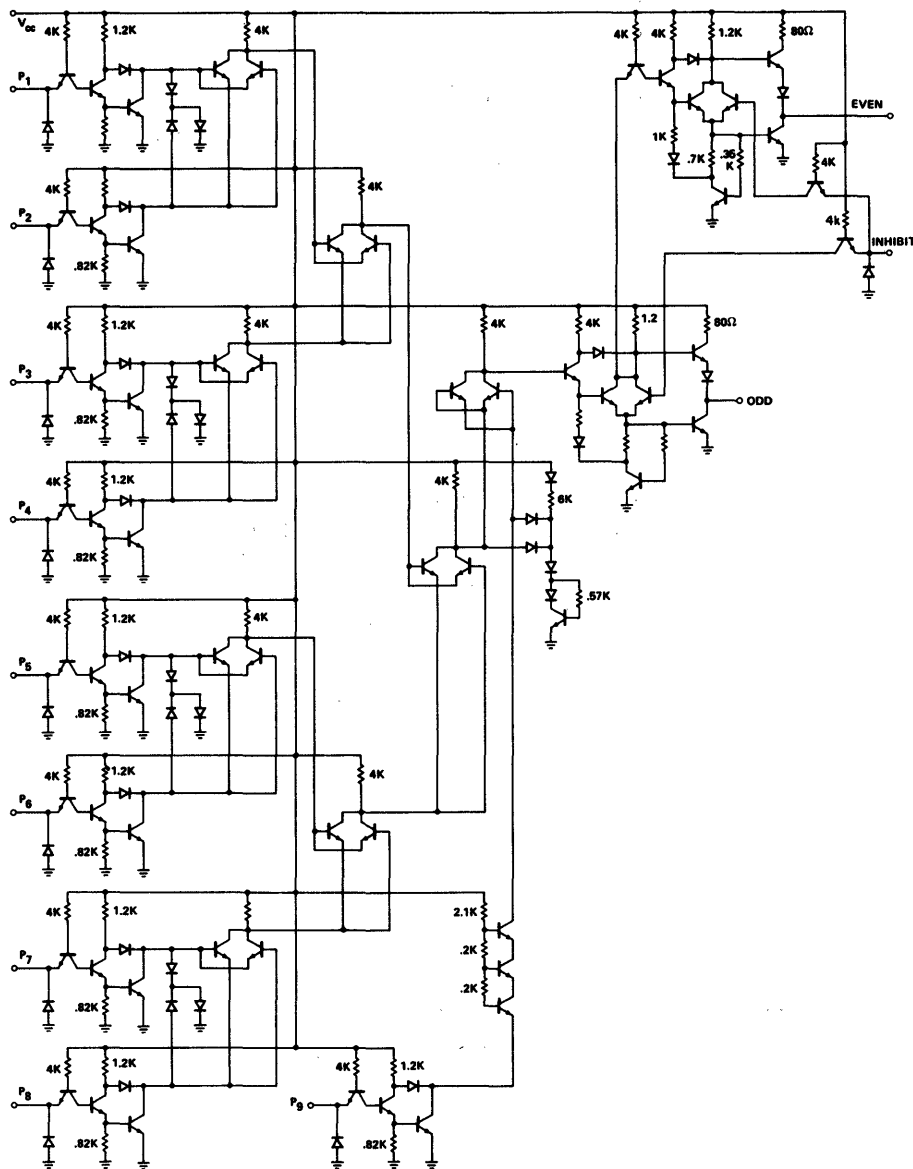 Vcc
4K
1.2K
4K
4K
4K
1.2K
80Ω
P1
EVEN
1K
.7K
.35
K
4K
4K
4K
P2
4k
INHIBIT
.82K
4K
1.2K
4K
4K
4K
1.2
80Ω
P3
ODD
.82K
4K
1.2K
4K
6K
P4
.82K
.57K
4K
1.2K
4K
P5
.82K
4K
1.2K
4K
P6
.82K
4K
1.2K
2.1K
P7
.2K
.2K
.82K
4K
1.2K
4K
1.2K
P8
P9
.82K
.82K